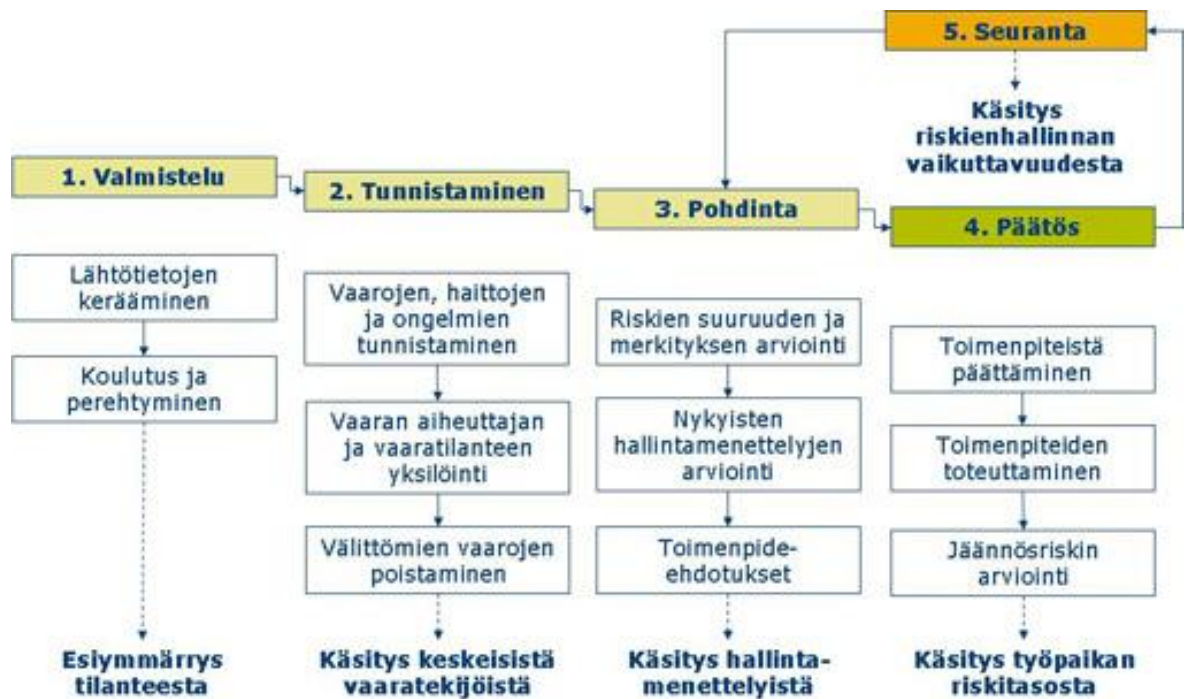 5. Seuranta
Käsitys
riskienhallinnan
vaikuttavuudesta
1. Valmistelu
2. Tunnistaminen
3. Pohdinta
4. Päätös
Lähtötietojen
kerääminen
Koulutus ja
perehtyminen
Esiymmärrys
tilanteesta
Vaarojen, haittojen
ja ongelmien
tunnistaminen
Vaaran aiheuttajan
ja vaaratilanteen
yksilöinti
Välittömien vaarojen
poistaminen
Käsitys keskeisistä
vaaratekijöistä
Riskien suuruuden ja
merkityksen arviointi
Nykyisten
hallintamenettelyjen
arviointi
Toimenpide-
ehdotukset
Käsitys hallinta-
menettelyistä
Toimenpiteistä
päättäminen
Toimenpiteiden
toteuttaminen
Jäännösriskin
arviointi
Käsitys työpaikan
riskitasosta